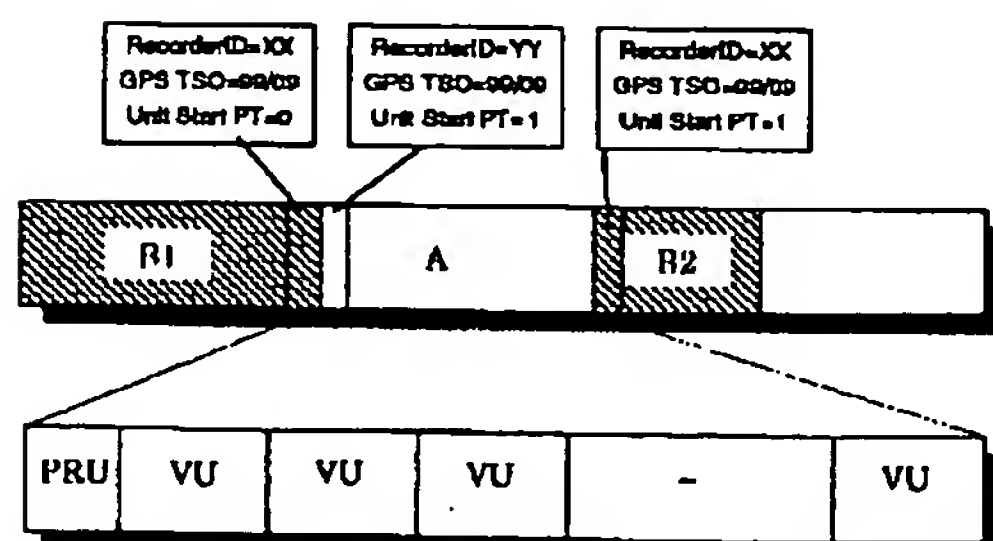 RecorderID=XX
GPS TSO=99/09
Unit Start PT=0
RecorderID=YY
GPS TSO=99/09
Unit Start PT=1
RecorderID=XX
GPS TSO=99/09
Unit Start PT=1
R1
A
R2
PRU
VU
VU
VU
-
VU